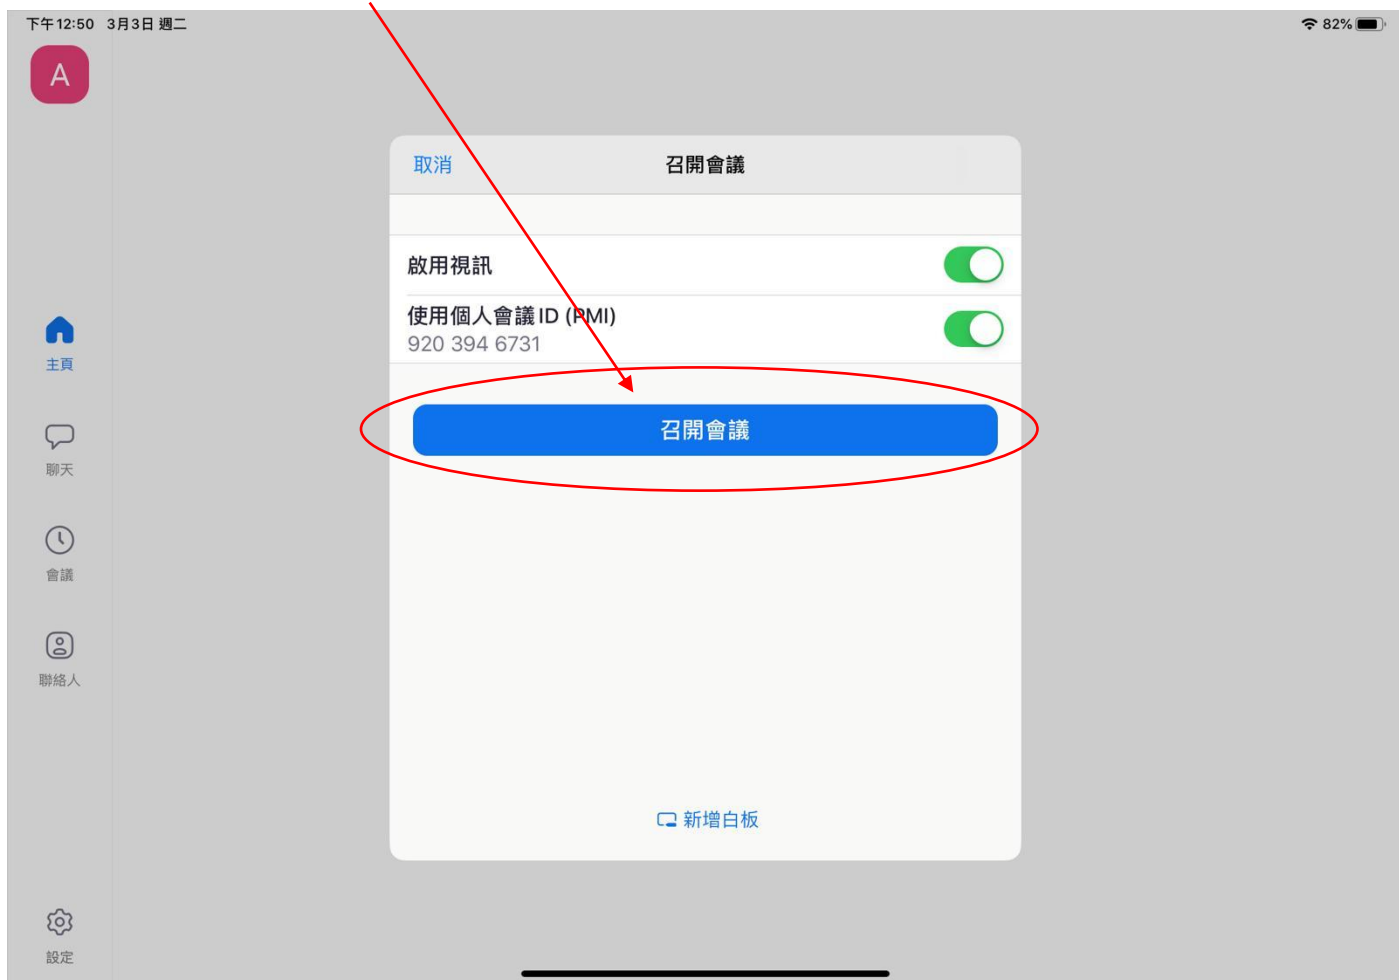 下午12:50 3月3日 週二
82%
A
取消
召開會議
啟用視訊
使用個人會議 ID (PMI)
920 394 6731
召開會議
新增白板
主頁
聊天
會議
聯絡人
設定